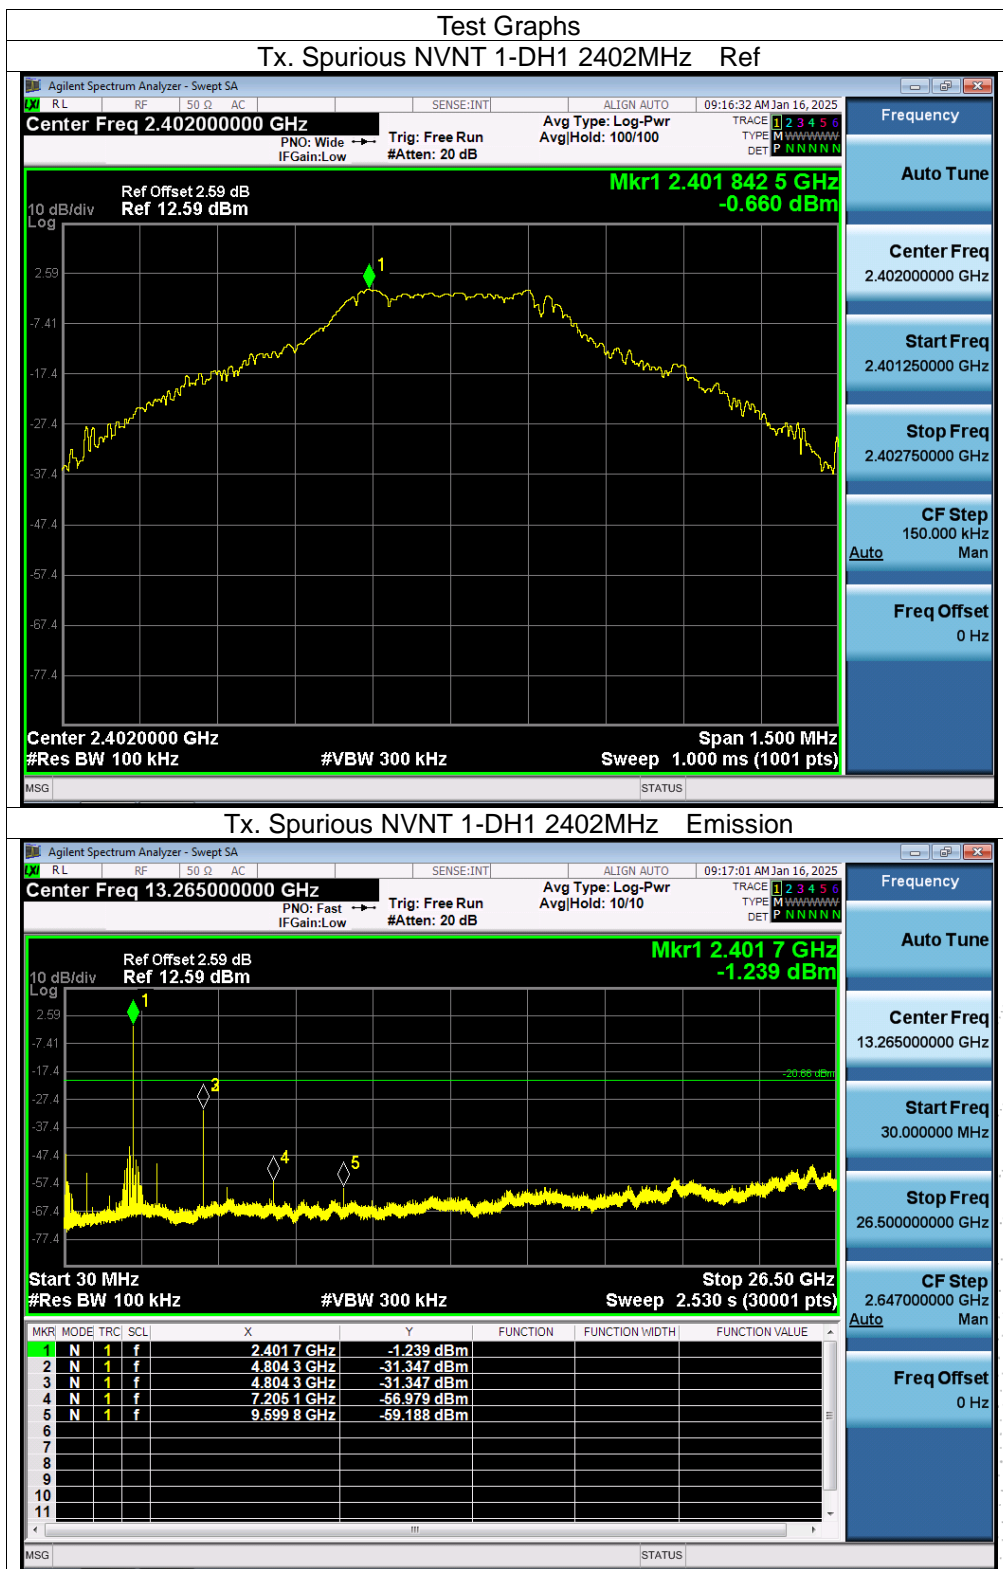 Test Graphs
Tx. Spurious NVNT 1-DH1 2402MHz Ref
Agilent Spectrum Analyzer - Swept SA
LXI RL RF 50 Ω AC SENSE:INT ALIGN AUTO 09:16:32 AM Jan 16, 2025
Center Freq 2.402000000 GHz
PNO: Wide
IFGain:Low
Trig: Free Run
#Atten: 20 dB
Avg Type: Log-Pwr
Avg|Hold: 100/100
TRACE 1 2 3 4 5 6
TYPE M WWWWW
DET P N N N N N
Ref Offset 2.59 dB
10 dB/div Ref 12.59 dBm
Log
Mkr1 2.401 842 5 GHz
-0.660 dBm
1
2.59
-7.41
-17.4
-27.4
-37.4
-47.4
-57.4
-67.4
-77.4
Center 2.4020000 GHz Span 1.500 MHz
#Res BW 100 kHz #VBW 300 kHz Sweep 1.000 ms (1001 pts)
MSG STATUS
Frequency
Auto Tune
Center Freq
2.402000000 GHz
Start Freq
2.401250000 GHz
Stop Freq
2.402750000 GHz
CF Step
150.000 kHz
Auto Man
Freq Offset
0 Hz
Tx. Spurious NVNT 1-DH1 2402MHz Emission
Agilent Spectrum Analyzer - Swept SA
LXI RL RF 50 Ω AC SENSE:INT ALIGN AUTO 09:17:01 AM Jan 16, 2025
Center Freq 13.265000000 GHz
PNO: Fast
IFGain:Low
Trig: Free Run
#Atten: 20 dB
Avg Type: Log-Pwr
Avg|Hold: 10/10
TRACE 1 2 3 4 5 6
TYPE M WWWWW
DET P N N N N N
Ref Offset 2.59 dB
10 dB/div Ref 12.59 dBm
Log
Mkr1 2.401 7 GHz
-1.239 dBm
1
4
5
-20.66 dBm
2.59
-7.41
-17.4
-27.4
-37.4
-47.4
-57.4
-67.4
-77.4
Start 30 MHz Stop 26.50 GHz
#Res BW 100 kHz #VBW 300 kHz Sweep 2.530 s (30001 pts)
MKR MODE TRC SCL X Y FUNCTION FUNCTION WIDTH FUNCTION VALUE
1 N 1 f 2.401 7 GHz -1.239 dBm
2 N 1 f 4.804 3 GHz -31.347 dBm
3 N 1 f 4.804 3 GHz -31.347 dBm
4 N 1 f 7.205 1 GHz -56.979 dBm
5 N 1 f 9.599 8 GHz -59.188 dBm
6
7
8
9
10
11
MSG STATUS
Frequency
Auto Tune
Center Freq
13.265000000 GHz
Start Freq
30.000000 MHz
Stop Freq
26.500000000 GHz
CF Step
2.647000000 GHz
Auto Man
Freq Offset
0 Hz